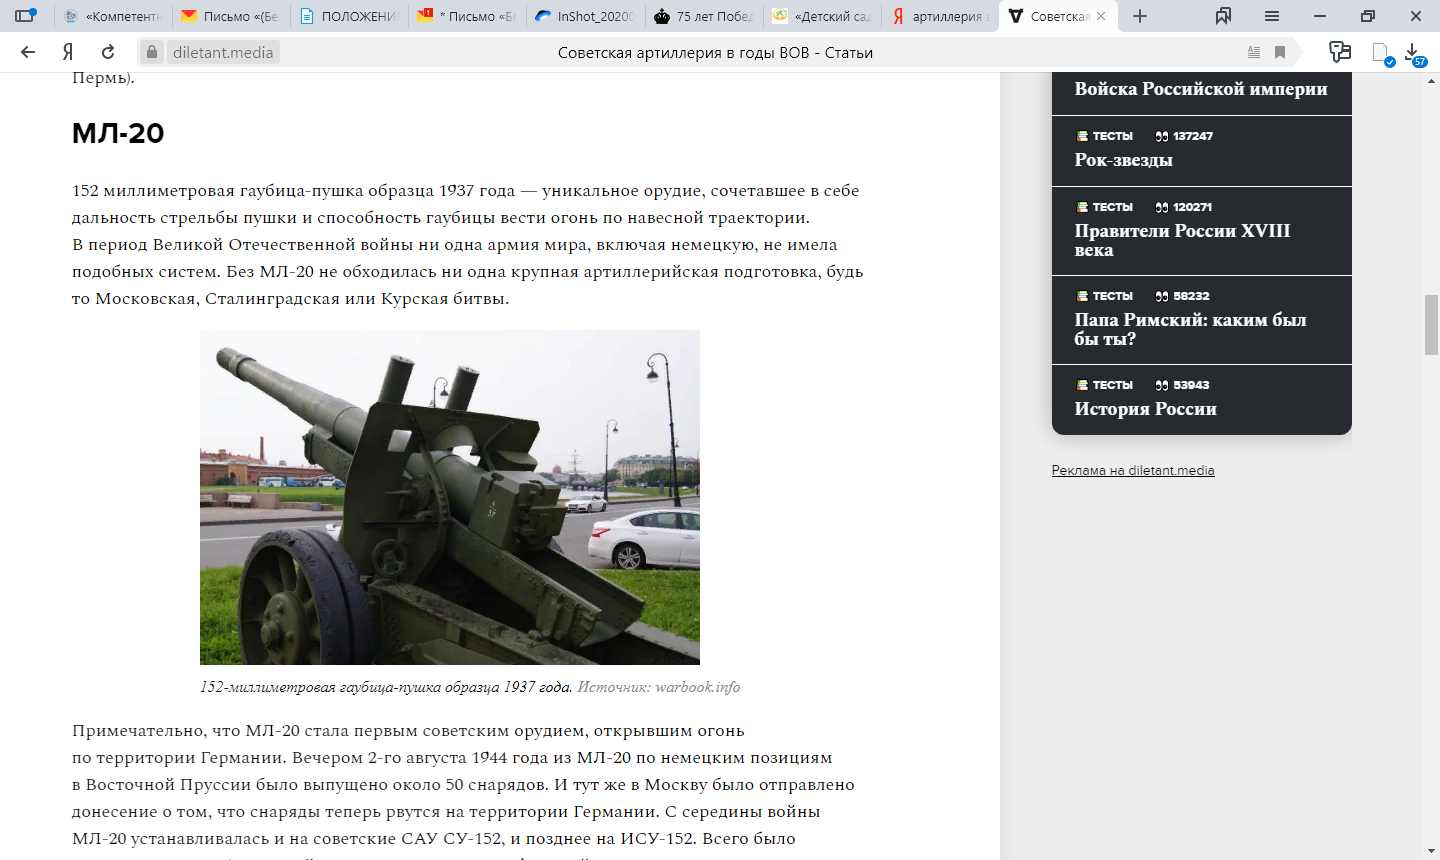 «Компетентн
Письмо «(Бе
ПОЛОЖЕНИ
1
* Письмо «Б
InShot_2020
75 лет Побед
«Детский сад
Я
артиллерия в
Советская
Я
diletant.media
Советская артиллерия в годы ВОВ - Статьи
57
Пермь).
МЛ-20
152 миллиметровая гаубица-пушка образца 1937 года — уникальное орудие, сочетавшее в себе
дальность стрельбы пушки и способность гаубицы вести огонь по навесной траектории.
В период Великой Отечественной войны ни одна армия мира, включая немецкую, не имела
подобных систем. Без МЛ-20 не обходилась ни одна крупная артиллерийская подготовка, будь
то Московская, Сталинградская или Курская битвы.
152-миллиметровая гаубица-пушка образца 1937 года. Источник: warbook.info
Примечательно, что МЛ-20 стала первым советским орудием, открывшим огонь
по территории Германии. Вечером 2-го августа 1944 года из МЛ-20 по немецким позициям
в Восточной Пруссии было выпущено около 50 снарядов. И тут же в Москву было отправлено
донесение о том, что снаряды теперь рвутся на территории Германии. С середины войны
МЛ-20 устанавливалась и на советские САУ СУ-152, и позднее на ИСУ-152. Всего было
Войска Российской империи
ТЕСТЫ 137247
Рок-звезды
ТЕСТЫ 120271
Правители России XVIII
века
ТЕСТЫ 58232
Папа Римский: каким был
бы ты?
ТЕСТЫ 53943
История России
Реклама на diletant.media